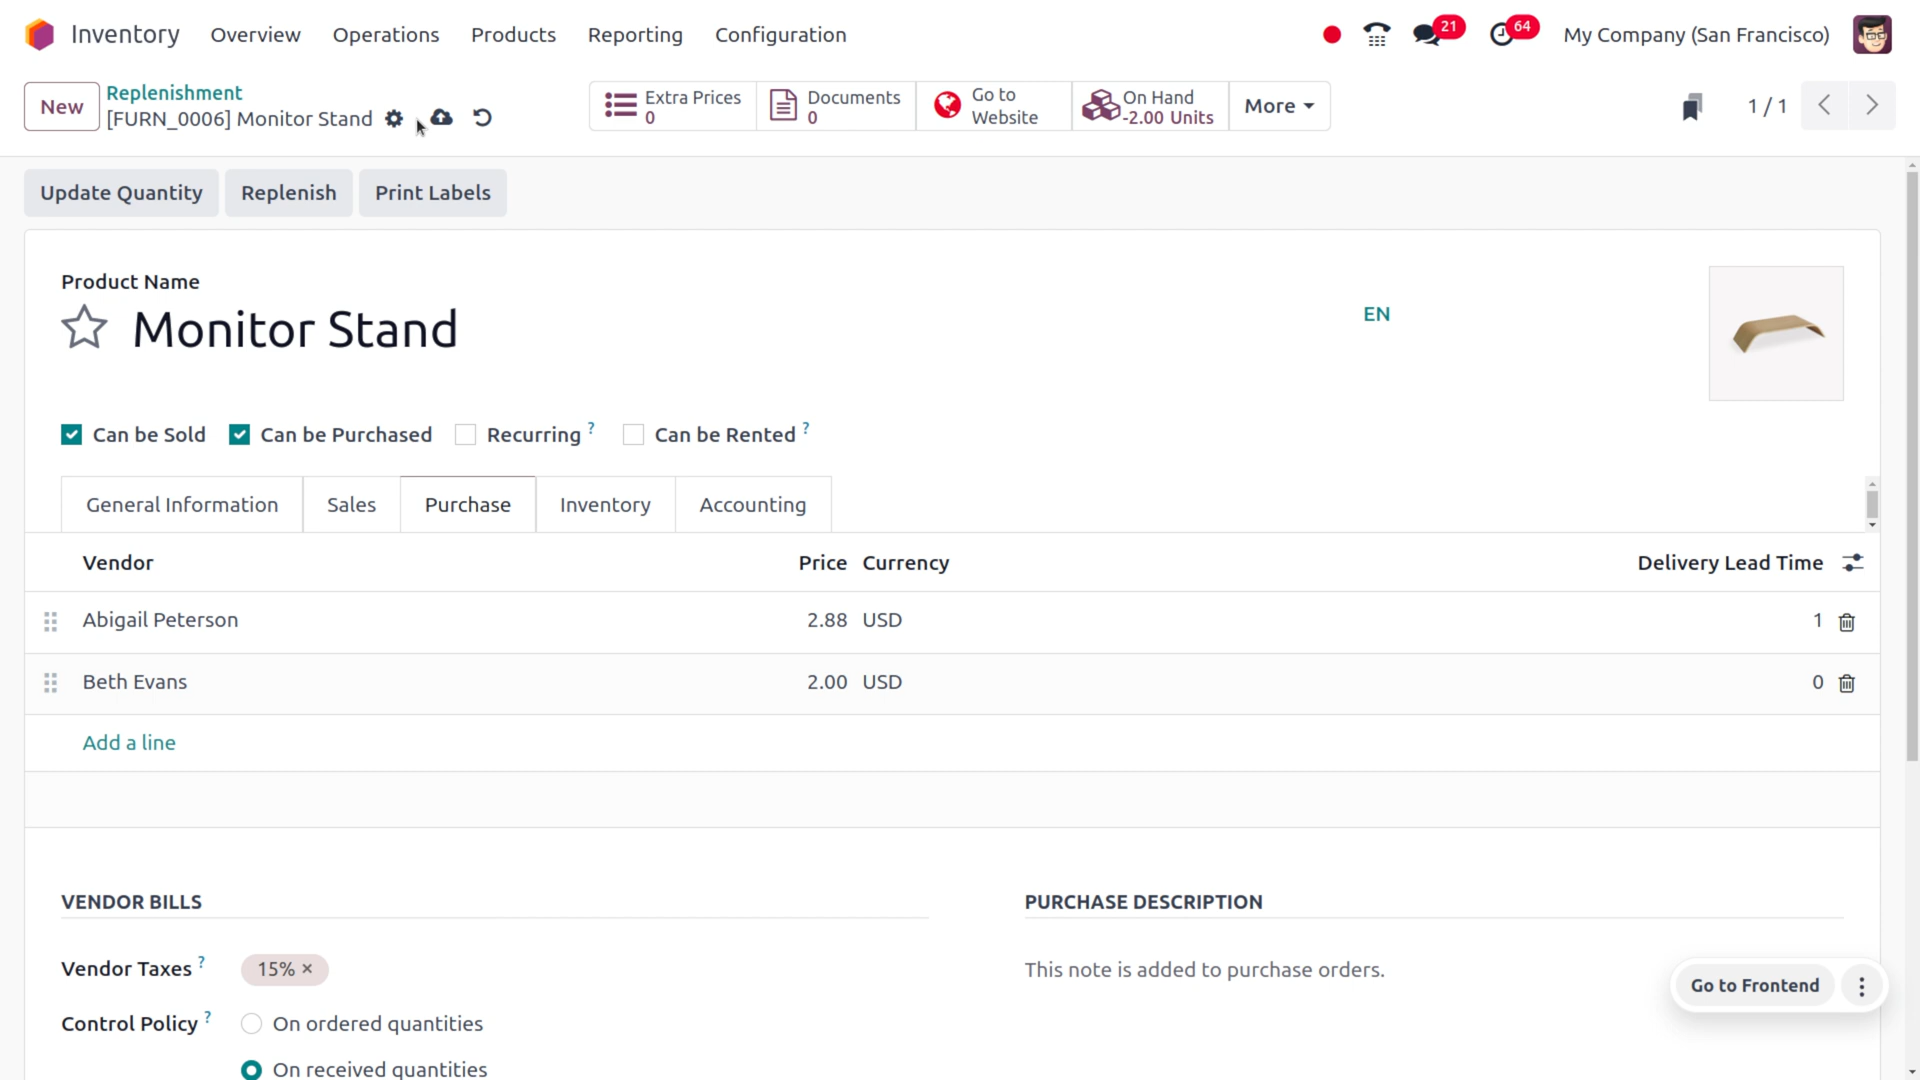 Inventory Overview Operations Products Reporting Configuration 21 64 My Company (San Francisco)
New
Replenishment
[FURN_0006] Monitor Stand
Extra Prices
0
Documents
0
Go to
Website
On Hand
-2.00 Units
More
1 / 1
Update Quantity Replenish Print Labels
Product Name
Monitor Stand
EN
Can be Sold Can be Purchased Recurring ? Can be Rented ?
General Information Sales Purchase Inventory Accounting
Vendor Price Currency Delivery Lead Time
Abigail Peterson 2.88 USD 1
Beth Evans 2.00 USD 0
Add a line
VENDOR BILLS
Vendor Taxes ? 15% ×
Control Policy ? On ordered quantities
On received quantities
PURCHASE DESCRIPTION
This note is added to purchase orders.
Go to Frontend